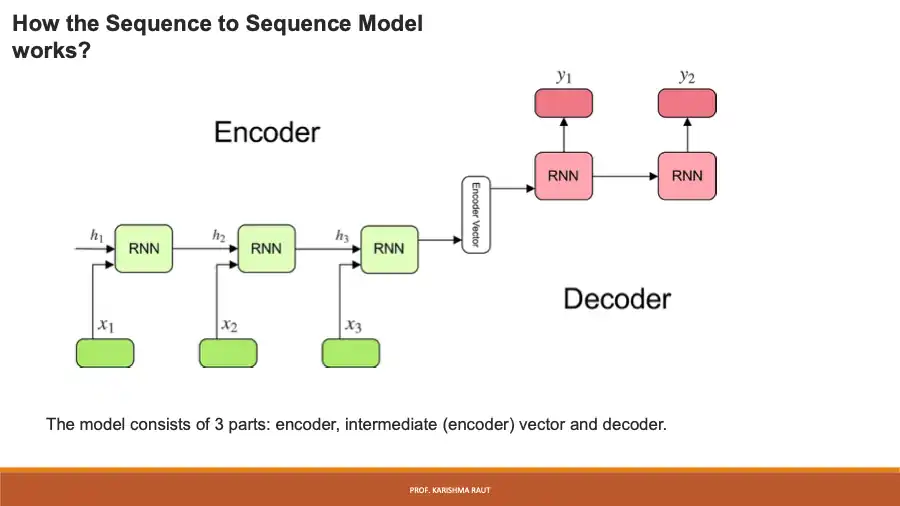 How the Sequence to Sequence Model
works?
y1
y2
Encoder
RNN
RNN
Encoder Vector
h1
RNN
h2
RNN
h3
RNN
Decoder
x1
x2
x3
The model consists of 3 parts: encoder, intermediate (encoder) vector and decoder.
PROF. KARISHMA RAUT